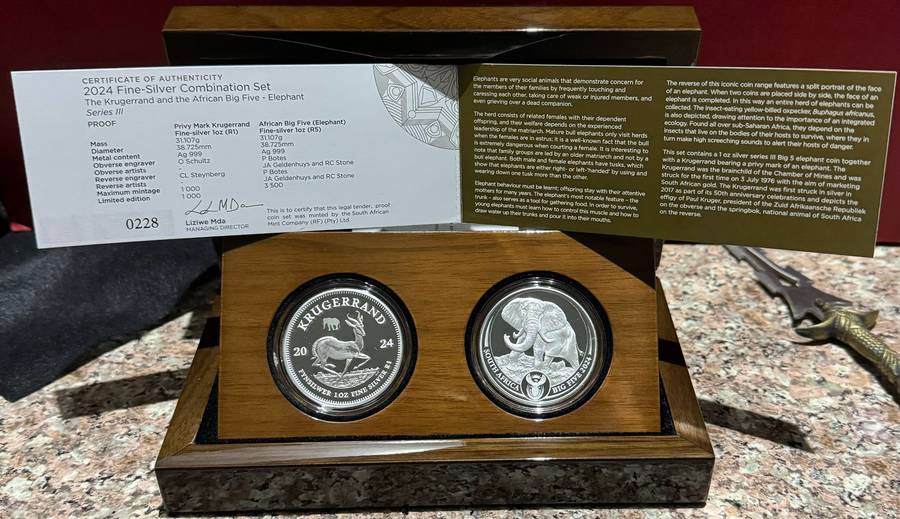 CERTIFICATE OF AUTHENTICITY
2024 Fine-Silver Combination Set
The Krugerrand and the African Big Five - Elephant
Series III
PROOF
Privy Mark Krugerrand African Big Five (Elephant)
Fine-silver 1oz (R1) Fine-silver 1oz (R5)
Mass 31.107g 31.107g
Diameter 38.725mm 38.725mm
Metal content Ag 999 Ag 999
Obverse engraver O Schultz P Botes
Obverse artists - JA Geldenhuys and RC Stone
Reverse engraver CL Steynberg P Botes
Reverse artists - JA Geldenhuys and RC Stone
Maximum mintage 1 000 3 500
Limited edition 1 000
0228
Liziwe Mda
MANAGING DIRECTOR
This is to certify that this legal tender, proof
coin set was minted by the South African
Mint Company (RF) (Pty) Ltd.
Elephants are very social animals that demonstrate concern for
the members of their families by frequently touching and
caressing each other, taking care of weak or injured members, and
even grieving over a dead companion.
The herd consists of related females with their dependent
offspring, and their welfare depends on the experienced
leadership of the matriarch. Mature bull elephants only visit herds
when the females are in estrus. It is a well-known fact that the bull
is extremely dangerous when courting a female. It is interesting to
note that family groups are led by an older matriarch and not by a
bull elephant. Both male and female elephants have tusks, which
show that elephants are either right- or left-"handed" by using and
wearing down one tusk more than the other.
Elephant behaviour must be learnt; offspring stay with their attentive
mothers for many years. The elephant's most notable feature – the
trunk – also serves as a tool for gathering food. In order to survive,
young elephants must learn how to control this muscle and how to
draw water up their trunks and pour it into their mouths.
The reverse of this iconic coin range features a split portrait of the face
of an elephant. When two coins are placed side by side, the face of an
elephant is completed. In this way an entire herd of elephants can be
collected. The insect-eating yellow-billed oxpecker, Buphagus africanus,
is also depicted, drawing attention to the importance of an integrated
ecology. Found all over sub-Saharan Africa, they depend on the
insects that live on the bodies of their hosts to survive, where they in
turn make high screeching sounds to alert their hosts of danger.
This set contains a 1 oz silver series III Big 5 elephant coin together
with a Krugerrand bearing a privy mark of an elephant. The
Krugerrand was the brainchild of the Chamber of Mines and was
struck for the first time on 3 July 1976 with the aim of marketing
South African gold. The Krugerrand was first struck in silver in
2017 as part of its 50th anniversary celebrations and depicts the
effigy of Paul Kruger, president of the Zuid Afrikaansche Republiek
on the obverse and the springbok, national animal of South Africa
on the reverse.
KRUGERRAND
20 24
FYNSILWER 1 OZ FINE SILVER R1
SOUTH AFRICA BIG FIVE 2024